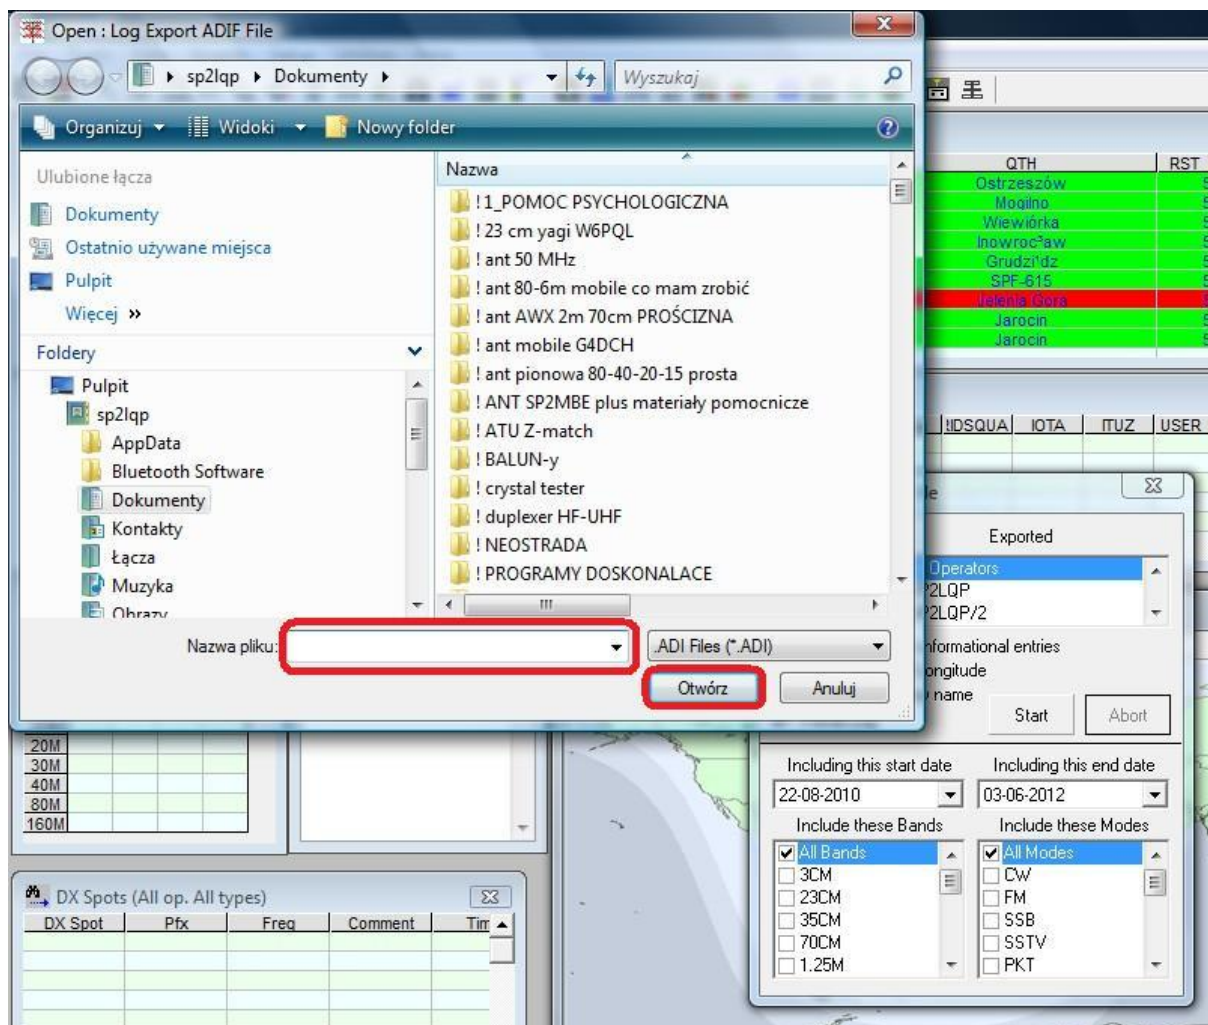 Open : Log Export ADIF File
sp2lqp Dokumenty
Wyszukaj
Organizuj Widoki Nowy folder
Ulubione łącza
Dokumenty
Ostatnio używane miejsca
Pulpit
Więcej »
Foldery
Pulpit
sp2lqp
AppData
Bluetooth Software
Dokumenty
Kontakty
Łącza
Muzyka
Obrazy
Nazwa
! 1_POMOC PSYCHOLOGICZNA
! 23 cm yagi W6PQL
! ant 50 MHz
! ant 80-6m mobile co mam zrobić
! ant AWX 2m 70cm PROŚCIZNA
! ant mobile G4DCH
! ant pionowa 80-40-20-15 prosta
! ANT SP2MBE plus materiały pomocnicze
! ATU Z-match
! BALUN-y
! crystal tester
! duplexer HF-UHF
! NEOSTRADA
! PROGRAMY DOSKONALACE
Nazwa pliku:
.ADI Files (*.ADI)
Otwórz Anuluj
QTH RST
Ostrzeszów
Mogilno
Wiewiórka
Inowroc³aw
Grudzi¹dz
SPF-615
Jelenia Gora
Jarocin
Jarocin
IDSQUA IOTA ITUZ USER
Exported
Operators
P2LQP
P2LQP/2
nformational entries
ongitude
name
Start Abort
Including this start date Including this end date
22-08-2010 03-06-2012
Include these Bands Include these Modes
All Bands All Modes
3CM CW
23CM FM
35CM SSB
70CM SSTV
1.25M PKT
20M
30M
40M
80M
160M
DX Spots (All op. All types)
DX Spot Pfx Freq Comment Tim